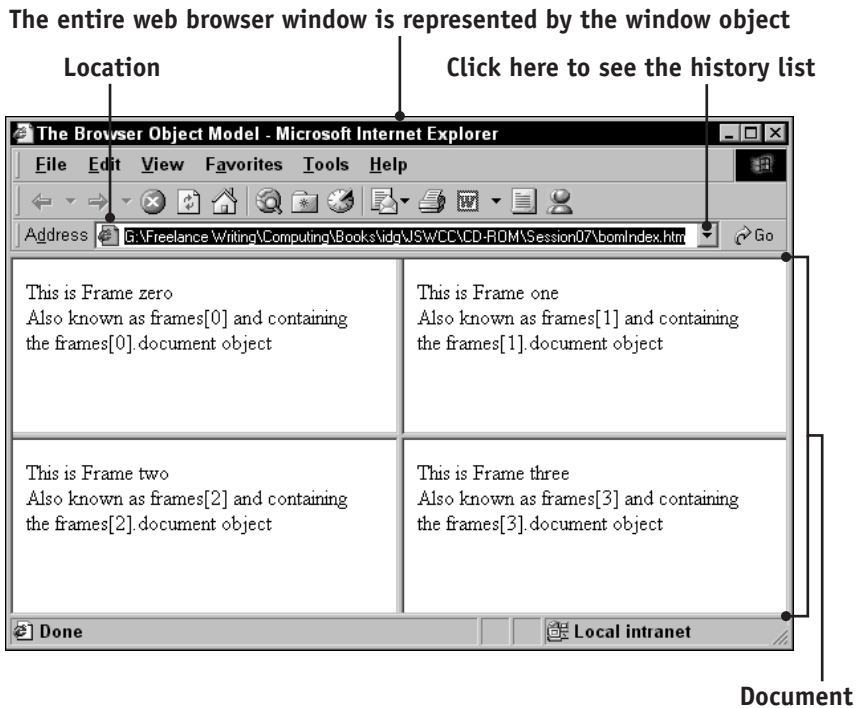 The entire web browser window is represented by the window object
Location
Click here to see the history list
The Browser Object Model - Microsoft Internet Explorer
File Edit View Favorites Tools Help
Address G:\Freelance Writing\Computing\Books\idg\JSWCC\CD-ROM\Session07\bomIndex.htm Go
This is Frame zero
Also known as frames[0] and containing
the frames[0].document object
This is Frame one
Also known as frames[1] and containing
the frames[1].document object
This is Frame two
Also known as frames[2] and containing
the frames[2].document object
This is Frame three
Also known as frames[3] and containing
the frames[3].document object
Done
Local intranet
Document